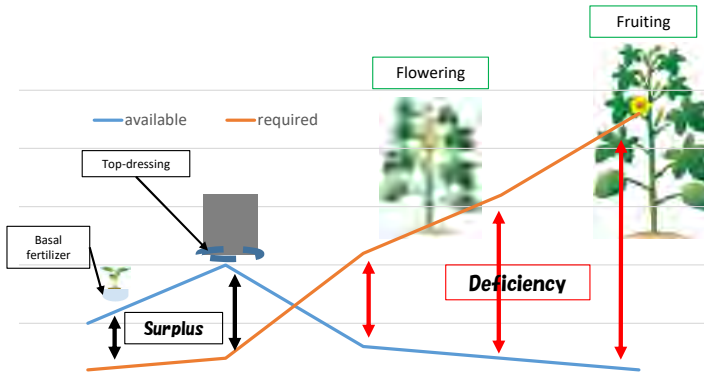 Fruiting
Flowering
available
required
Top-dressing
Basal
fertilizer
Surplus
Deficiency